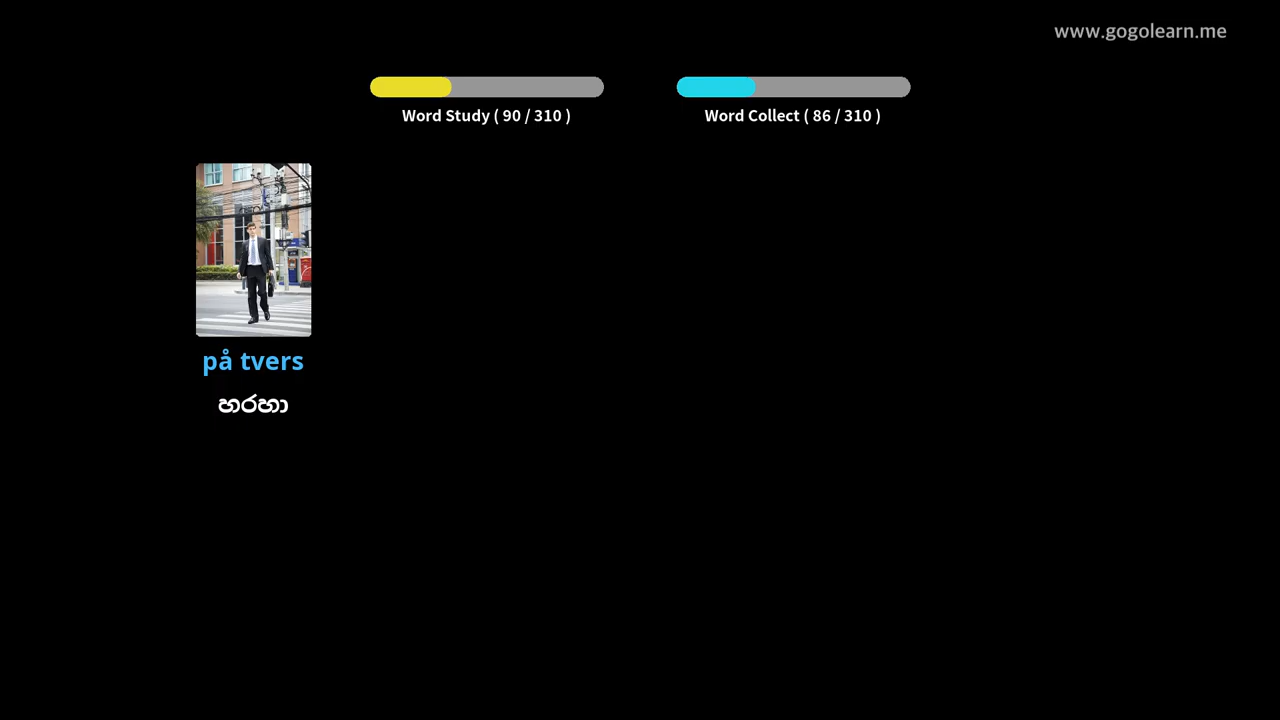 www.gogolearn.me
Word Study ( 90 / 310 )
Word Collect ( 86 / 310 )
på tvers
හරහා